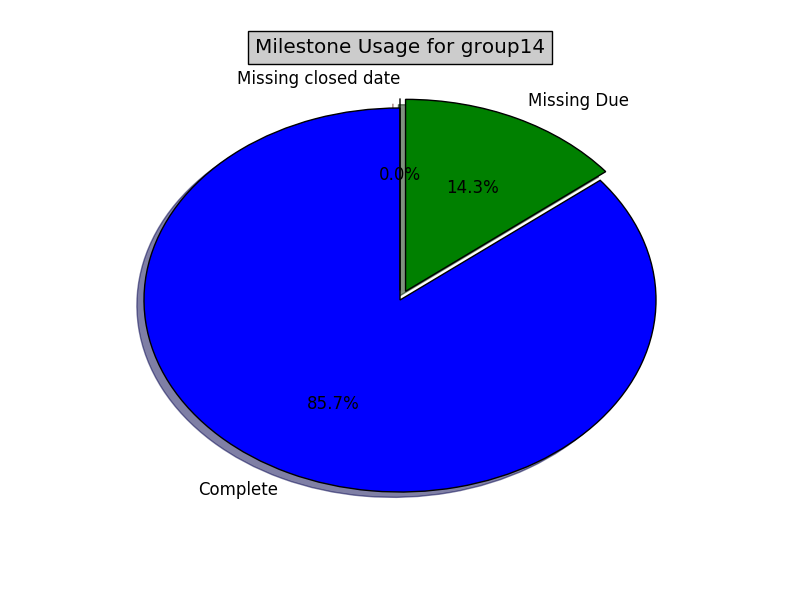 Milestone Usage for group14
Missing closed date
Missing Due
0.0%
14.3%
85.7%
Complete